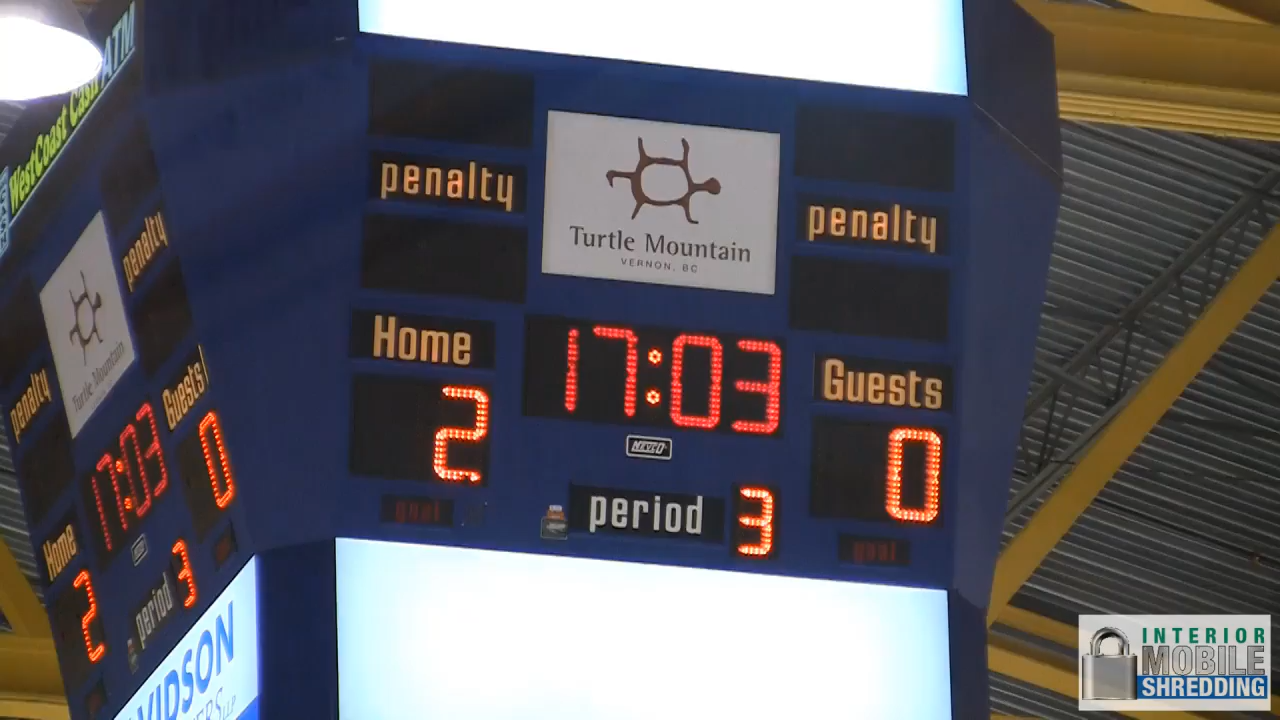 WestCoast Cash ATM
penalty
Turtle Mountain
VERNON, BC
penalty
Home
17:03
Guests
2
NEVCO
0
goal
period 3
goal
penalty
Turtle Mountain
penalty
17:03
Guests
0
Home
2
period 3
INTERIOR
MOBILE
SHREDDING